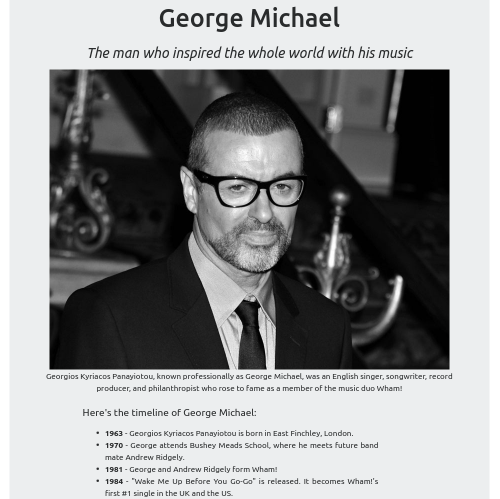 George Michael
The man who inspired the whole world with his music
Georgios Kyriacos Panayiotou, known professionally as George Michael, was an English singer, songwriter, record
producer, and philanthropist who rose to fame as a member of the music duo Wham!
Here's the timeline of George Michael:
• 1963 - Georgios Kyriacos Panayiotou is born in East Finchley, London.
• 1970 - George attends Bushey Meads School, where he meets future band
mate Andrew Ridgely.
• 1981 - George and Andrew Ridgely form Wham!
• 1984 - "Wake Me Up Before You Go-Go" is released. It becomes Wham!'s
first #1 single in the UK and the US.